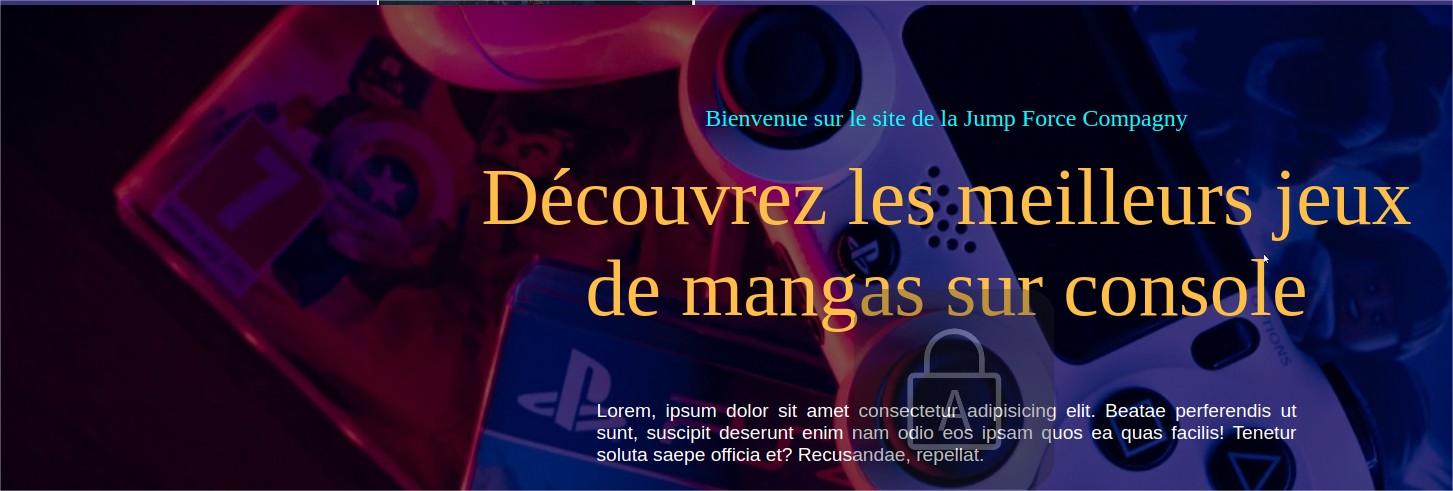 Bienvenue sur le site de la Jump Force Compagny
Découvrez les meilleurs jeux
de mangas sur console
7
OPTIONS
A
Lorem, ipsum dolor sit amet consectetur adipisicing elit. Beatae perferendis ut
sunt, suscipit deserunt enim nam odio eos ipsam quos ea quas facilis! Tenetur
soluta saepe officia et? Recusandae, repellat.